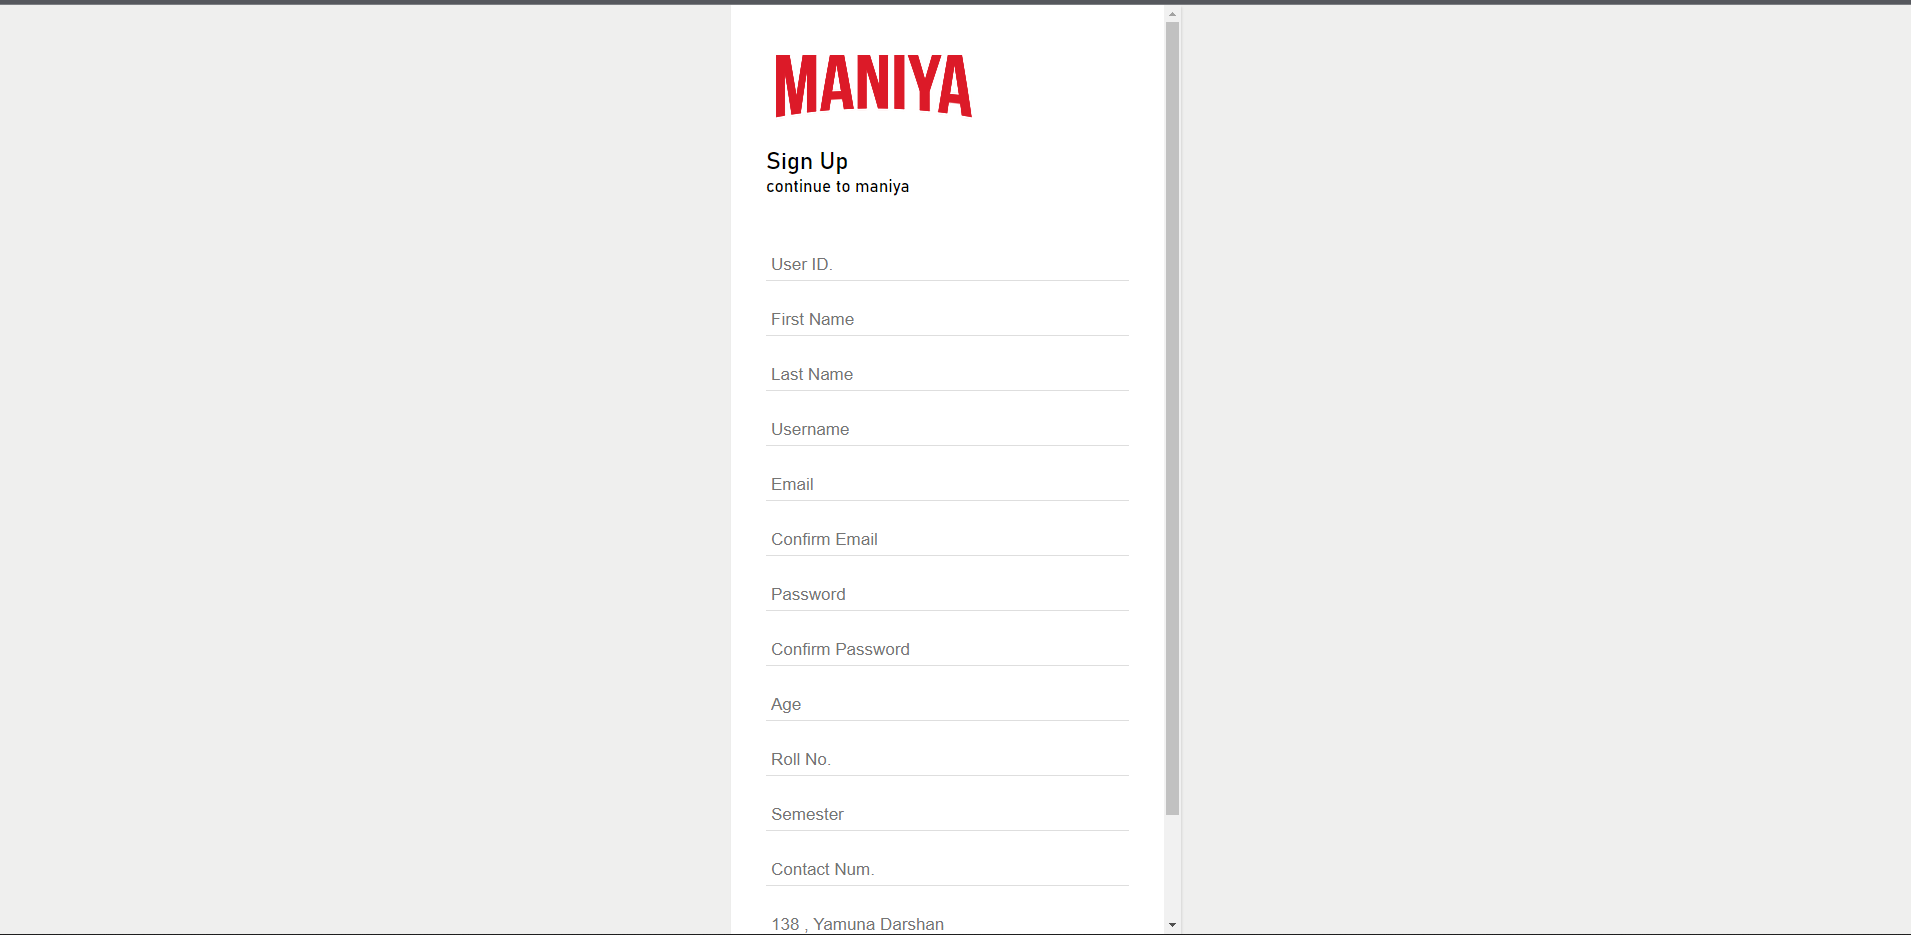 MANIYA
Sign Up
continue to maniya
User ID.
First Name
Last Name
Username
Email
Confirm Email
Password
Confirm Password
Age
Roll No.
Semester
Contact Num.
138 , Yamuna Darshan